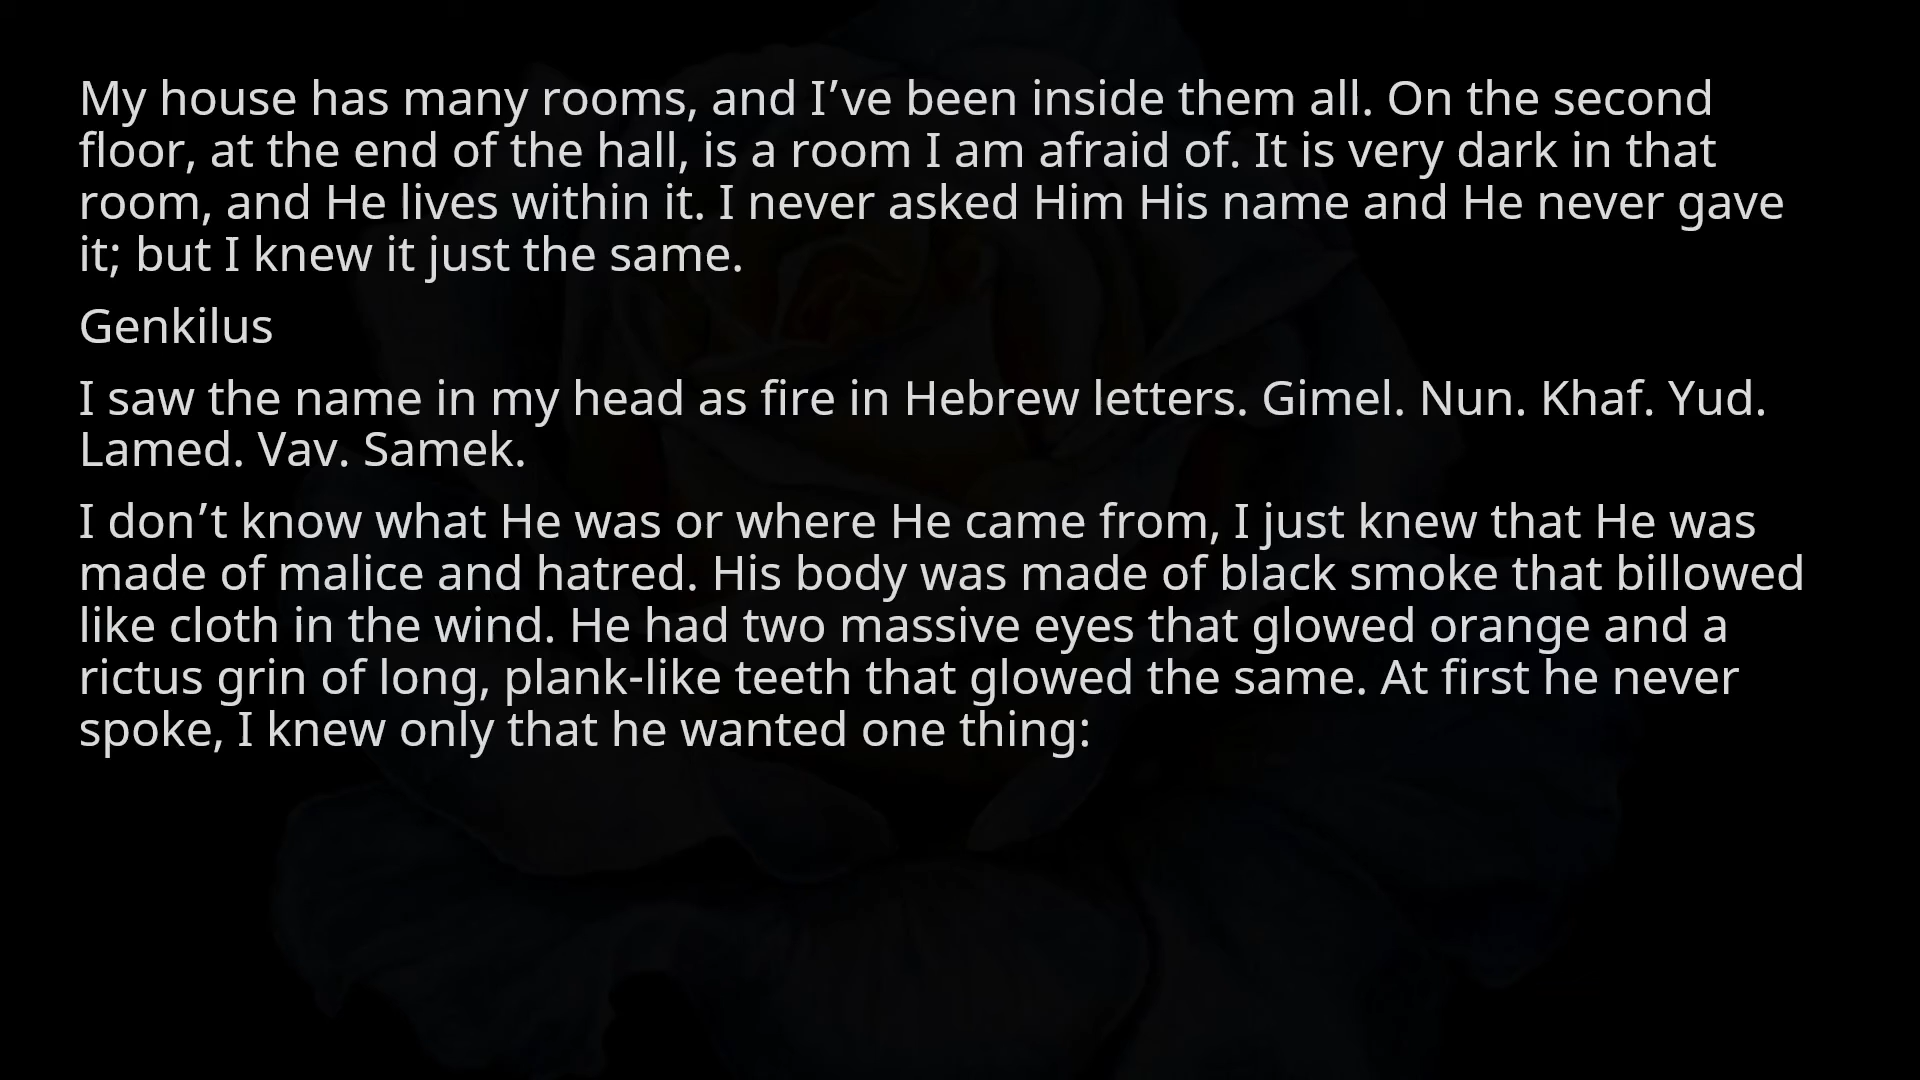 My house has many rooms, and I’ve been inside them all. On the second
floor, at the end of the hall, is a room I am afraid of. It is very dark in that
room, and He lives within it. I never asked Him His name and He never gave
it; but I knew it just the same.
Genkilus
I saw the name in my head as fire in Hebrew letters. Gimel. Nun. Khaf. Yud.
Lamed. Vav. Samek.
I don’t know what He was or where He came from, I just knew that He was
made of malice and hatred. His body was made of black smoke that billowed
like cloth in the wind. He had two massive eyes that glowed orange and a
rictus grin of long, plank-like teeth that glowed the same. At first he never
spoke, I knew only that he wanted one thing: